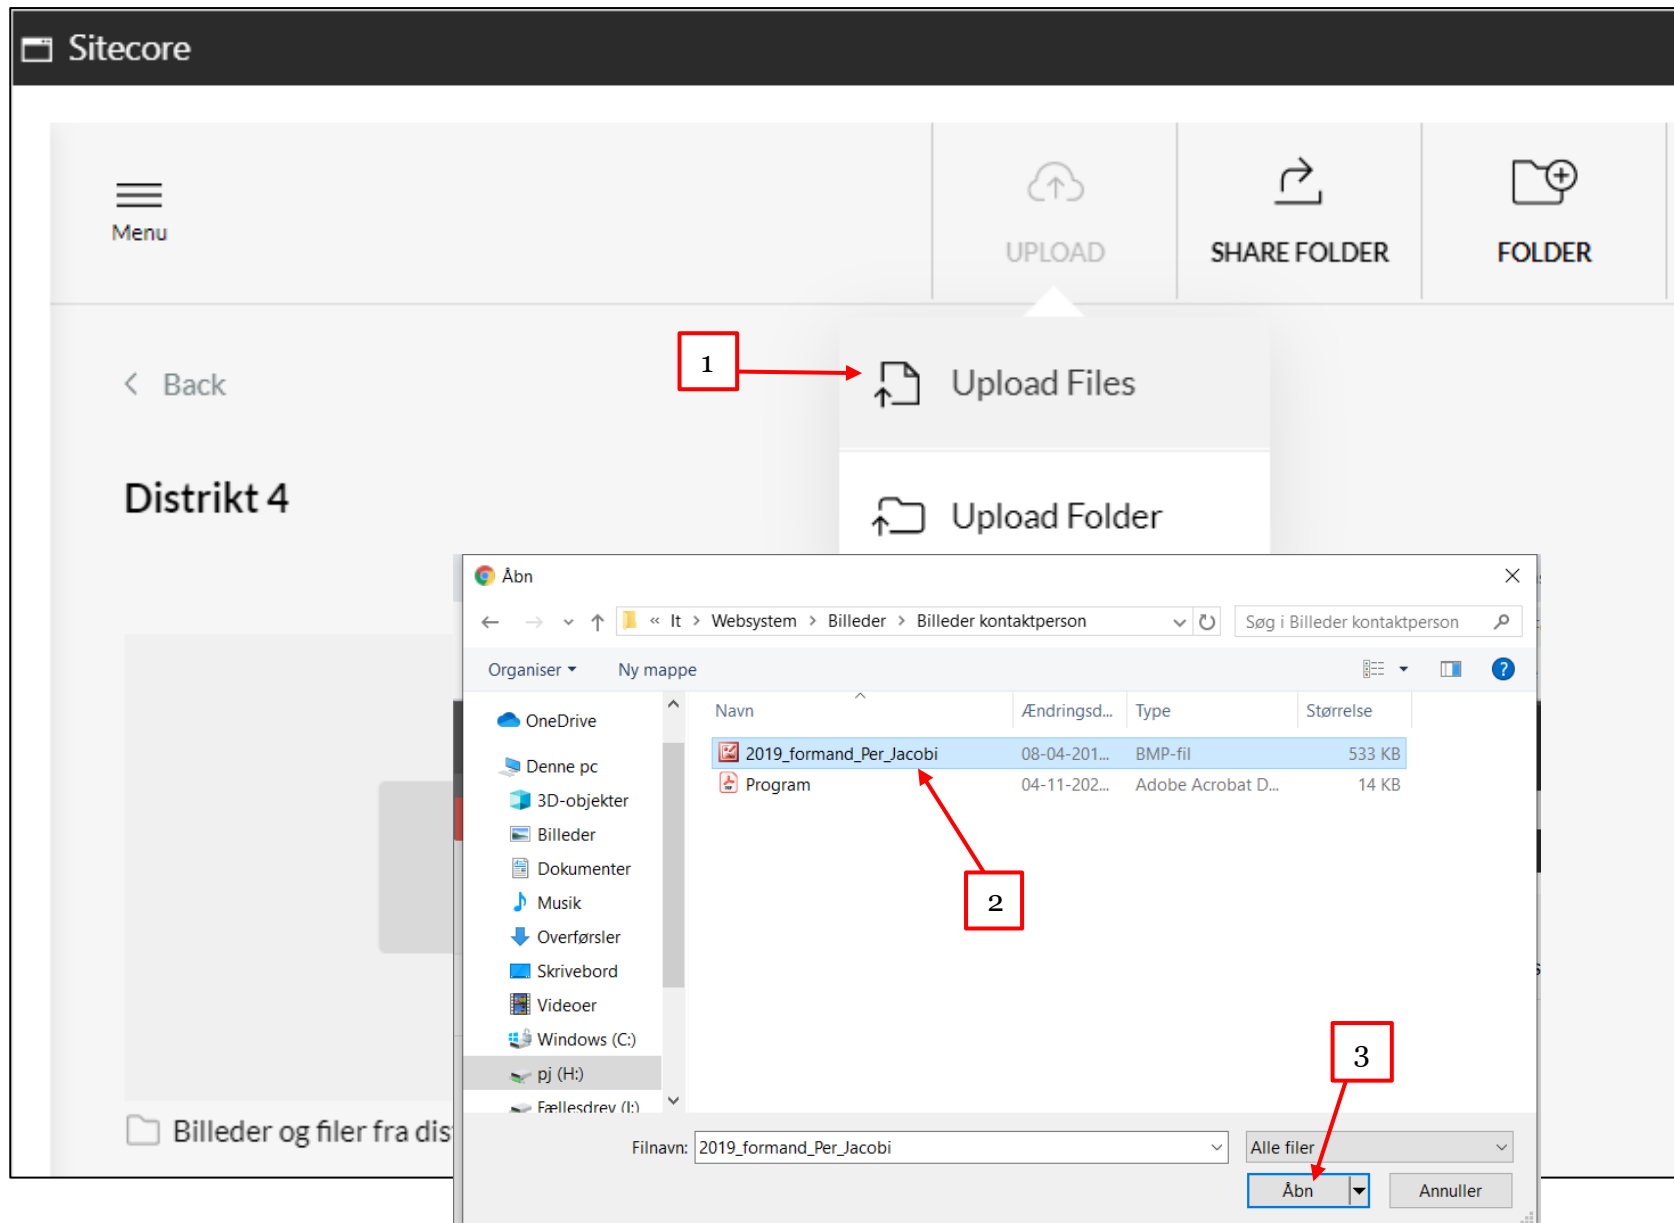 Sitecore
Menu
UPLOAD
SHARE FOLDER
FOLDER
1
Upload Files
Back
Distrikt 4
Upload Folder
Åbn
« It > Websystem > Billeder > Billeder kontaktperson
Søg i Billeder kontaktperson
Organiser
Ny mappe
Navn
Ændringsd...
Type
Størrelse
OneDrive
Denne pc
3D-objekter
Billeder
Dokumenter
Musik
Overførsler
Skrivebord
Videoer
Windows (C:)
pj (H:)
Fællesdrev (I:)
2019_formand_Per_Jacobi 08-04-201... BMP-fil 533 KB
Program 04-11-202... Adobe Acrobat D... 14 KB
2
3
Billeder og filer fra dis
Filnavn: 2019_formand_Per_Jacobi
Alle filer
Åbn
Annuller